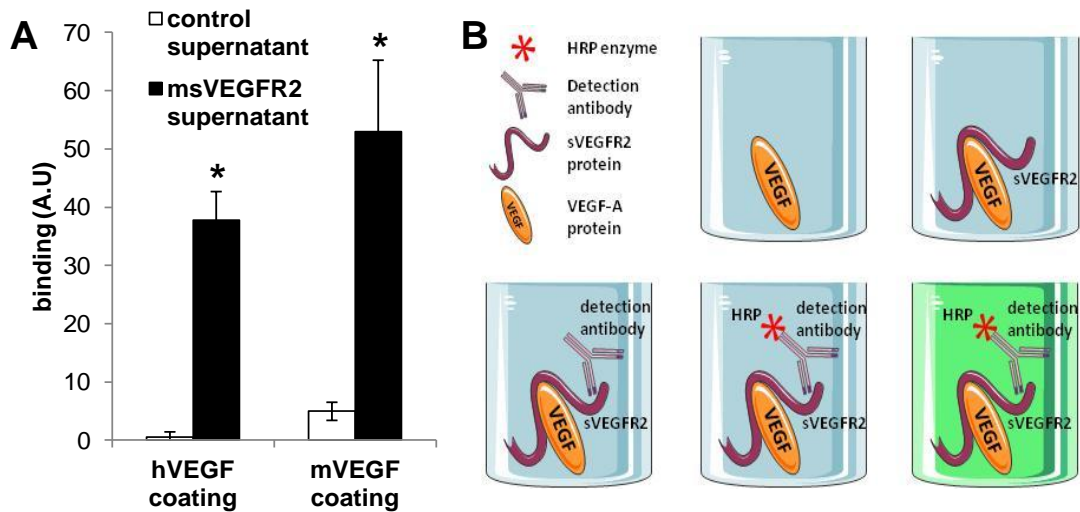 A
control
supernatant
msVEGFR2
supernatant
binding (A.U)
70
60
50
40
30
20
10
0
*
*
hVEGF
coating
mVEGF
coating
B
HRP enzyme
Detection
antibody
sVEGFR2
protein
VEGF
VEGF-A
protein
VEGF
VEGF
sVEGFR2
detection
antibody
VEGF
sVEGFR2
HRP
detection
antibody
VEGF
sVEGFR2
HRP
detection
antibody
VEGF
sVEGFR2